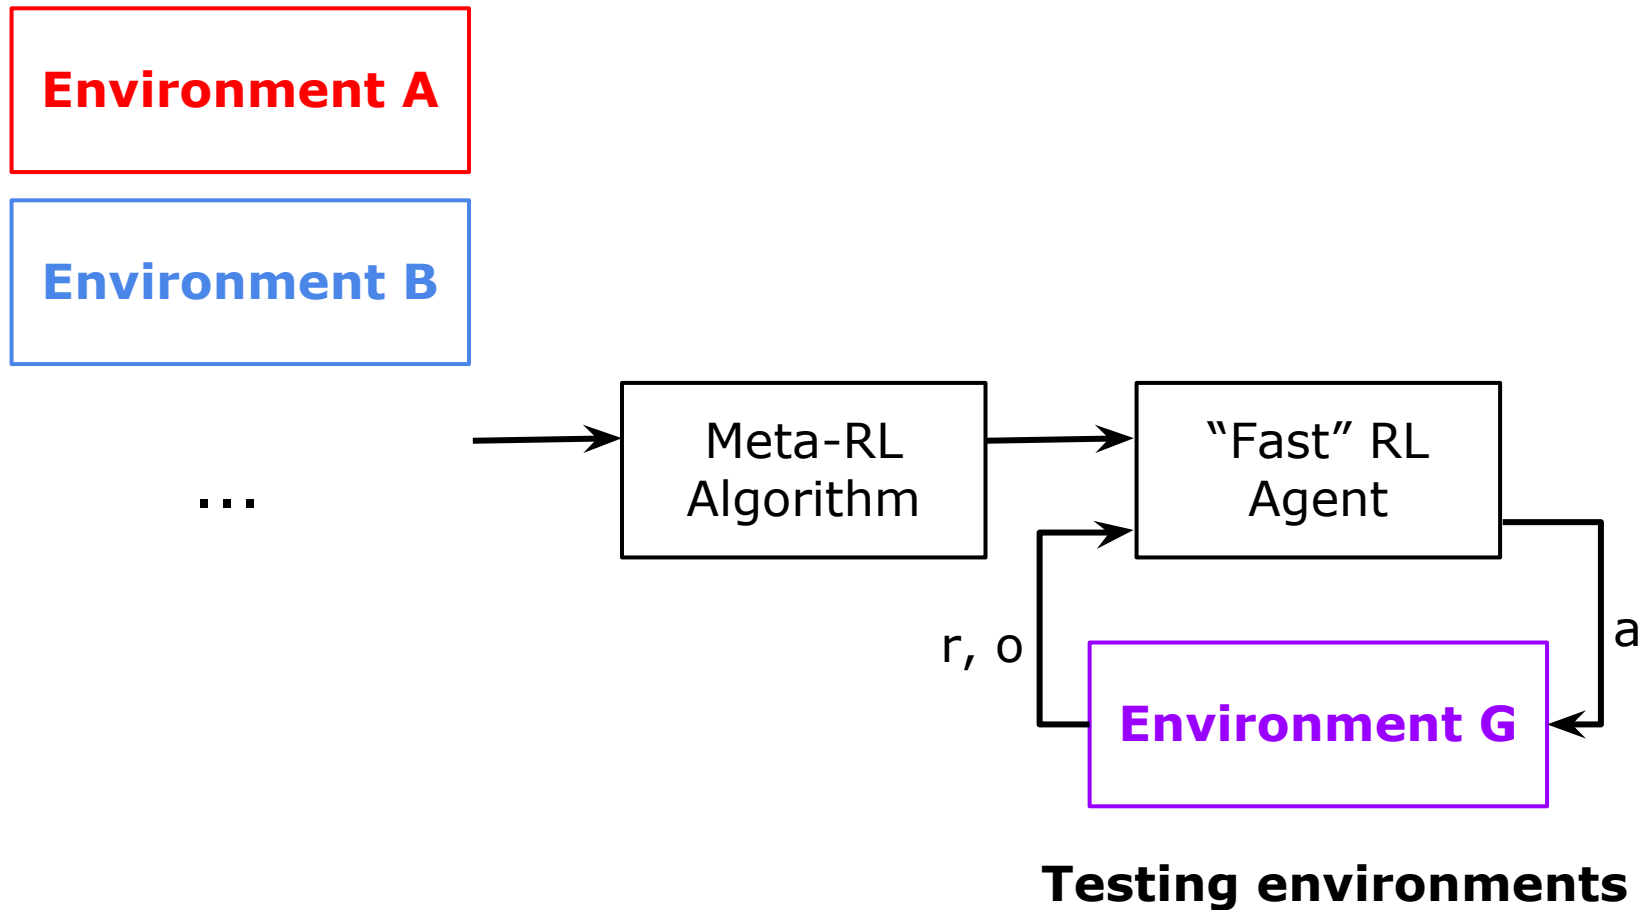 Environment A
Environment B
...
Meta-RL
Algorithm
“Fast” RL
Agent
r, o
a
Environment G
Testing environments